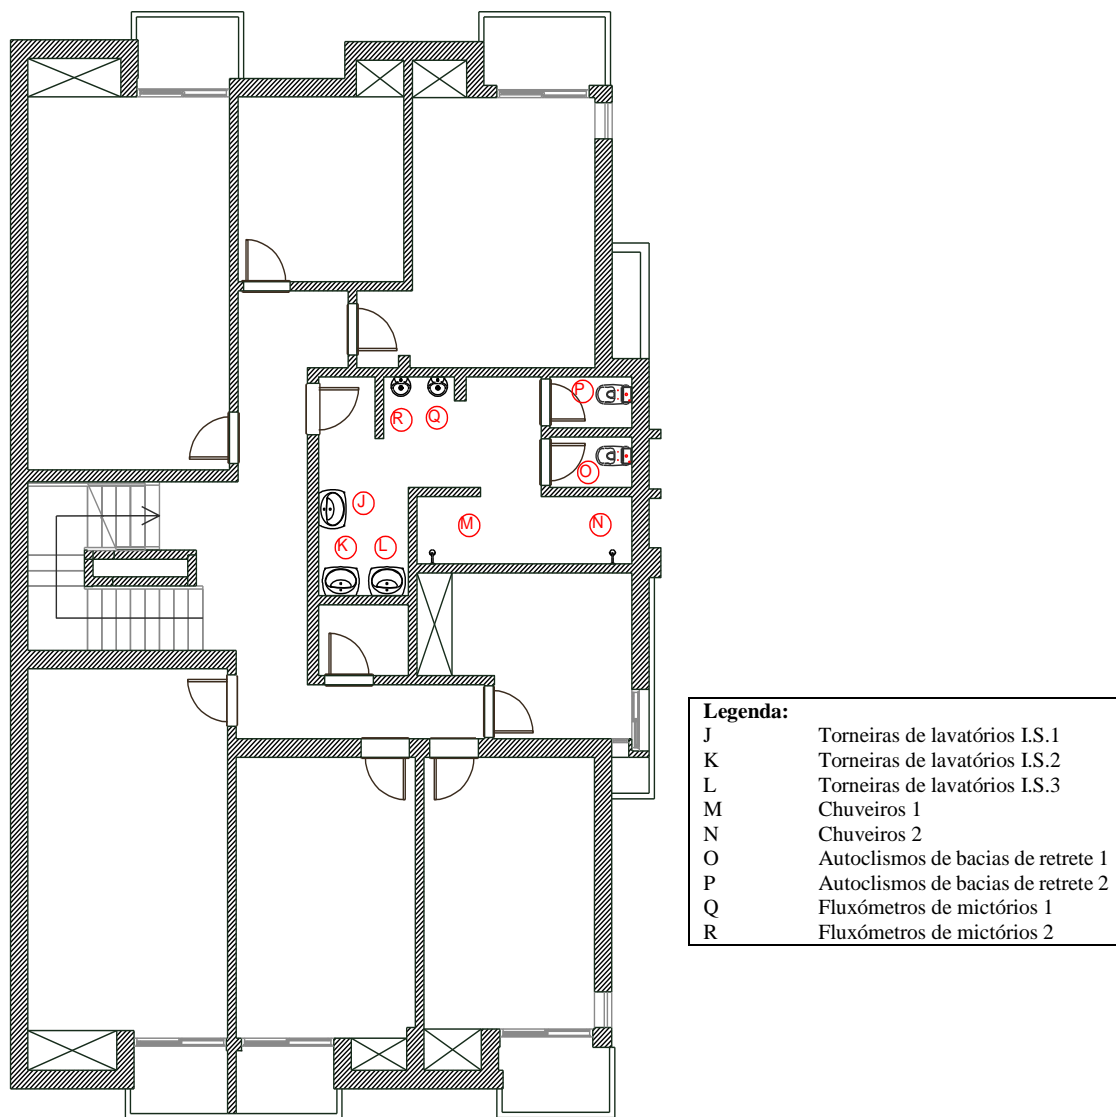 P
R
Q
O
J
M
N
K
L
Legenda:
J Torneiras de lavatórios I.S.1
K Torneiras de lavatórios I.S.2
L Torneiras de lavatórios I.S.3
M Chuveiros 1
N Chuveiros 2
O Autoclismos de bacias de retrete 1
P Autoclismos de bacias de retrete 2
Q Fluxómetros de mictórios 1
R Fluxómetros de mictórios 2